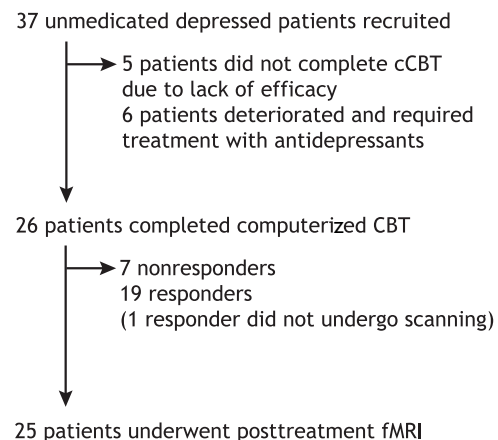 37 unmedicated depressed patients recruited
5 patients did not complete cCBT
due to lack of efficacy
6 patients deteriorated and required
treatment with antidepressants
26 patients completed computerized CBT
7 nonresponders
19 responders
(1 responder did not undergo scanning)
25 patients underwent posttreatment fMRI